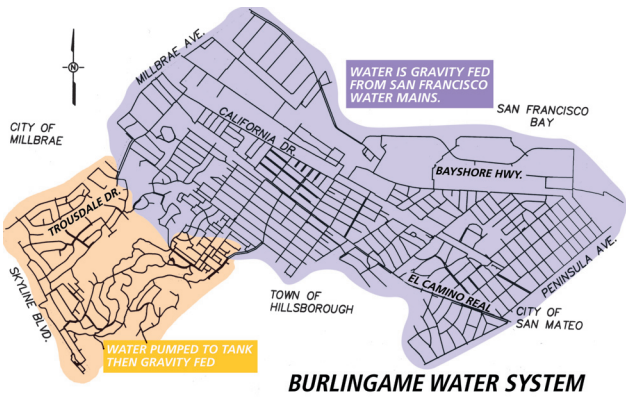 MILLBRAE AVE.
WATER IS GRAVITY FED
FROM SAN FRANCISCO
WATER MAINS.
N
SAN FRANCISCO
BAY
CITY OF
MILLBRAE
CALIFORNIA DR.
BAYSHORE HWY.
TROUSDALE DR.
SKYLINE BLVD.
PENINSULA AVE.
EL CAMINO REAL
TOWN OF
HILLSBOROUGH
CITY OF
SAN MATEO
WATER PUMPED TO TANK
THEN GRAVITY FED
BURLINGAME WATER SYSTEM